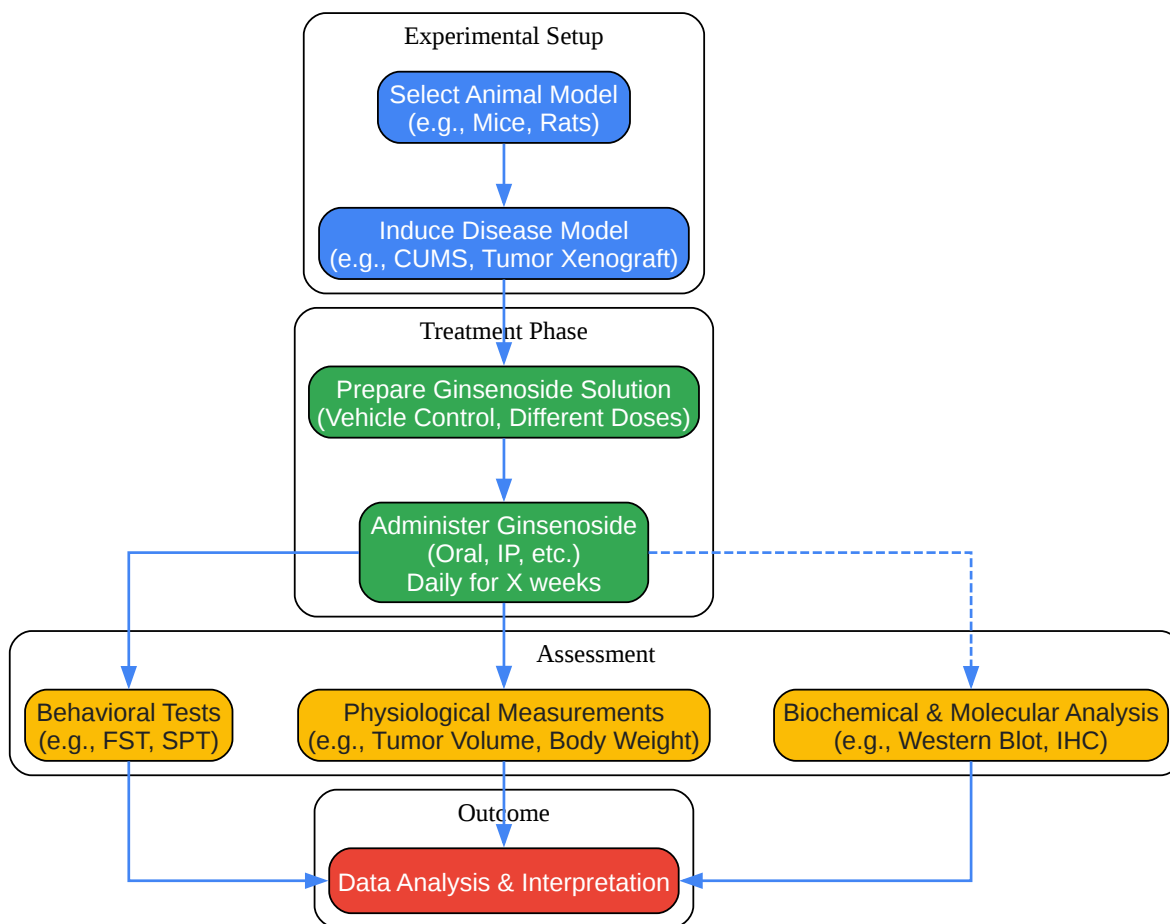 Experimental Setup
Select Animal Model
(e.g., Mice, Rats)
Induce Disease Model
(e.g., CUMS, Tumor Xenograft)
Treatment Phase
Prepare Ginsenoside Solution
(Vehicle Control, Different Doses)
Administer Ginsenoside
(Oral, IP, etc.)
Daily for X weeks
Assessment
Behavioral Tests
(e.g., FST, SPT)
Physiological Measurements
(e.g., Tumor Volume, Body Weight)
Biochemical & Molecular Analysis
(e.g., Western Blot, IHC)
Outcome
Data Analysis & Interpretation